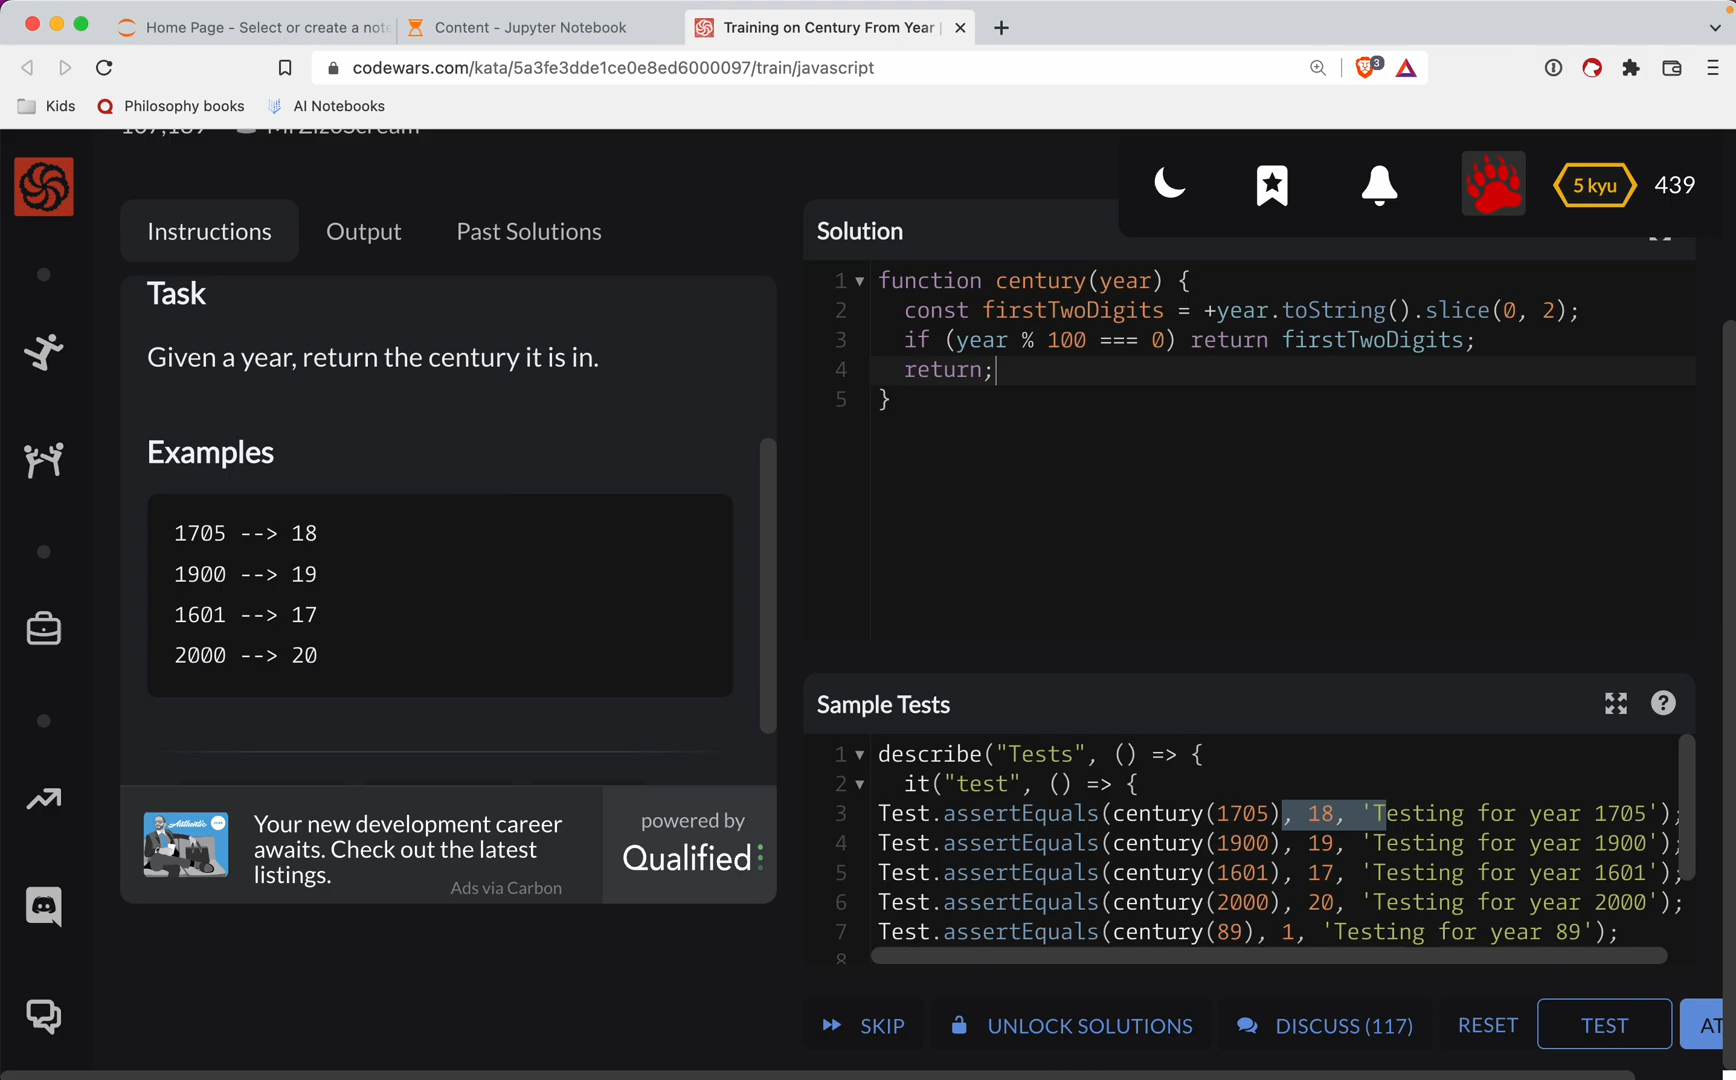 Home Page - Select or create a note
Content - Jupyter Notebook
Training on Century From Year |
codewars.com/kata/5a3fe3dde1ce0e8ed6000097/train/javascript
3
Kids
Philosophy books
AI Notebooks
5 kyu
439
Instructions
Output
Past Solutions
Task
Given a year, return the century it is in.
Examples
1705 --> 18
1900 --> 19
1601 --> 17
2000 --> 20
Your new development career
awaits. Check out the latest
listings.
Ads via Carbon
powered by
Qualified
Solution
1 function century(year) {
2 const firstTwoDigits = +year.toString().slice(0, 2);
3 if (year % 100 === 0) return firstTwoDigits;
4 return;
5 }
Sample Tests
1 describe("Tests", () => {
2 it("test", () => {
3 Test.assertEquals(century(1705), 18, 'Testing for year 1705');
4 Test.assertEquals(century(1900), 19, 'Testing for year 1900');
5 Test.assertEquals(century(1601), 17, 'Testing for year 1601');
6 Test.assertEquals(century(2000), 20, 'Testing for year 2000');
7 Test.assertEquals(century(89), 1, 'Testing for year 89');
8
SKIP
UNLOCK SOLUTIONS
DISCUSS (117)
RESET
TEST
AT